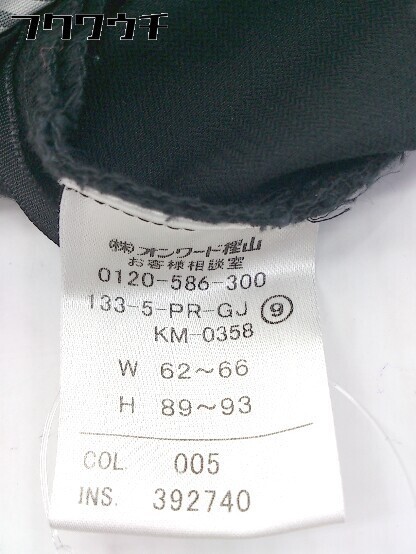 フクワウチ
㈱オンワード樫山
お客様相談室
0120-586-300
133-5-PR-GJ ⑨
KM-0358
W 62～66
H 89～93
COL. 005
INS. 392740